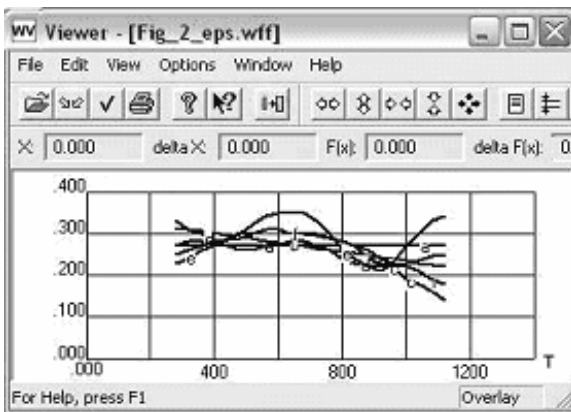 WV Viewer - [Fig_2_eps.wff]
File Edit View Options Window Help
X: 0.000 delta X: 0.000 F(x): 0.000 delta F(x): 0.
.400
.300
.200
.100
.000
.000 400 800 1200 T
For Help, press F1 Overlay